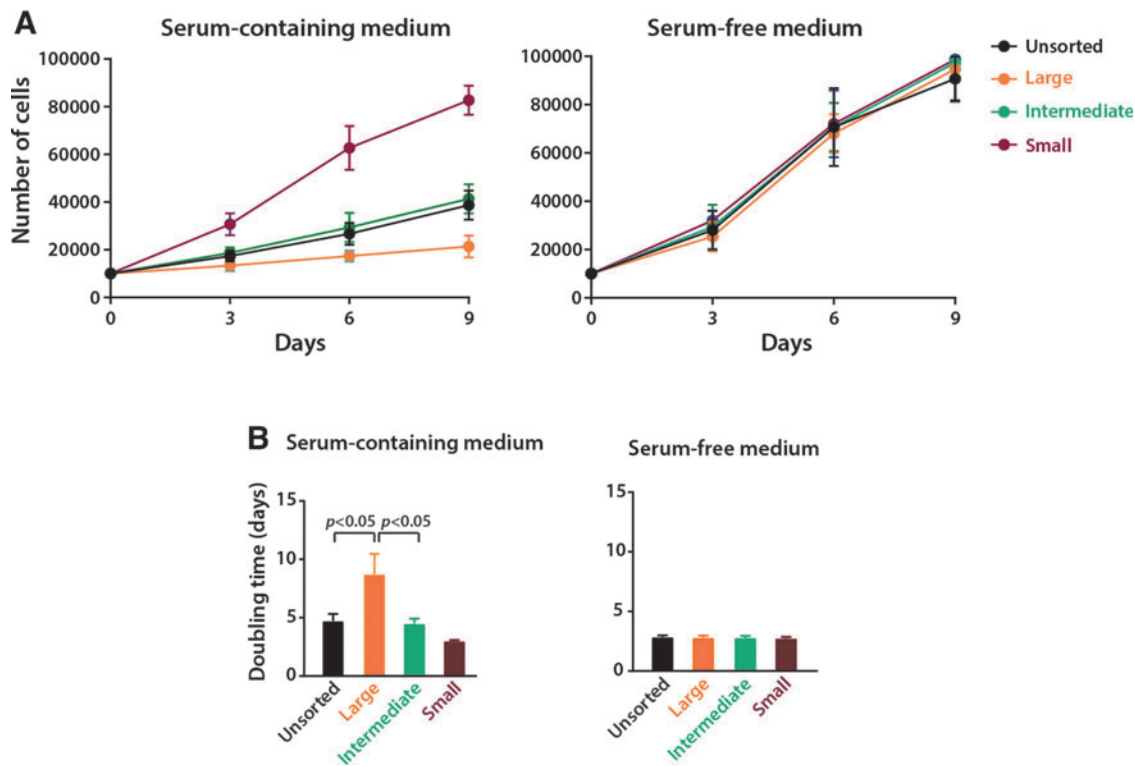 A
Serum-containing medium
Serum-free medium
Number of cells
100000
80000
60000
40000
20000
0
0 3 6 9
Days
100000
80000
60000
40000
20000
0
0 3 6 9
Days
Unsorted
Large
Intermediate
Small
B
Serum-containing medium
Serum-free medium
Doubling time (days)
15
10
5
0
p<0.05 p<0.05
Unsorted
Large
Intermediate
Small
15
10
5
0
Unsorted
Large
Intermediate
Small